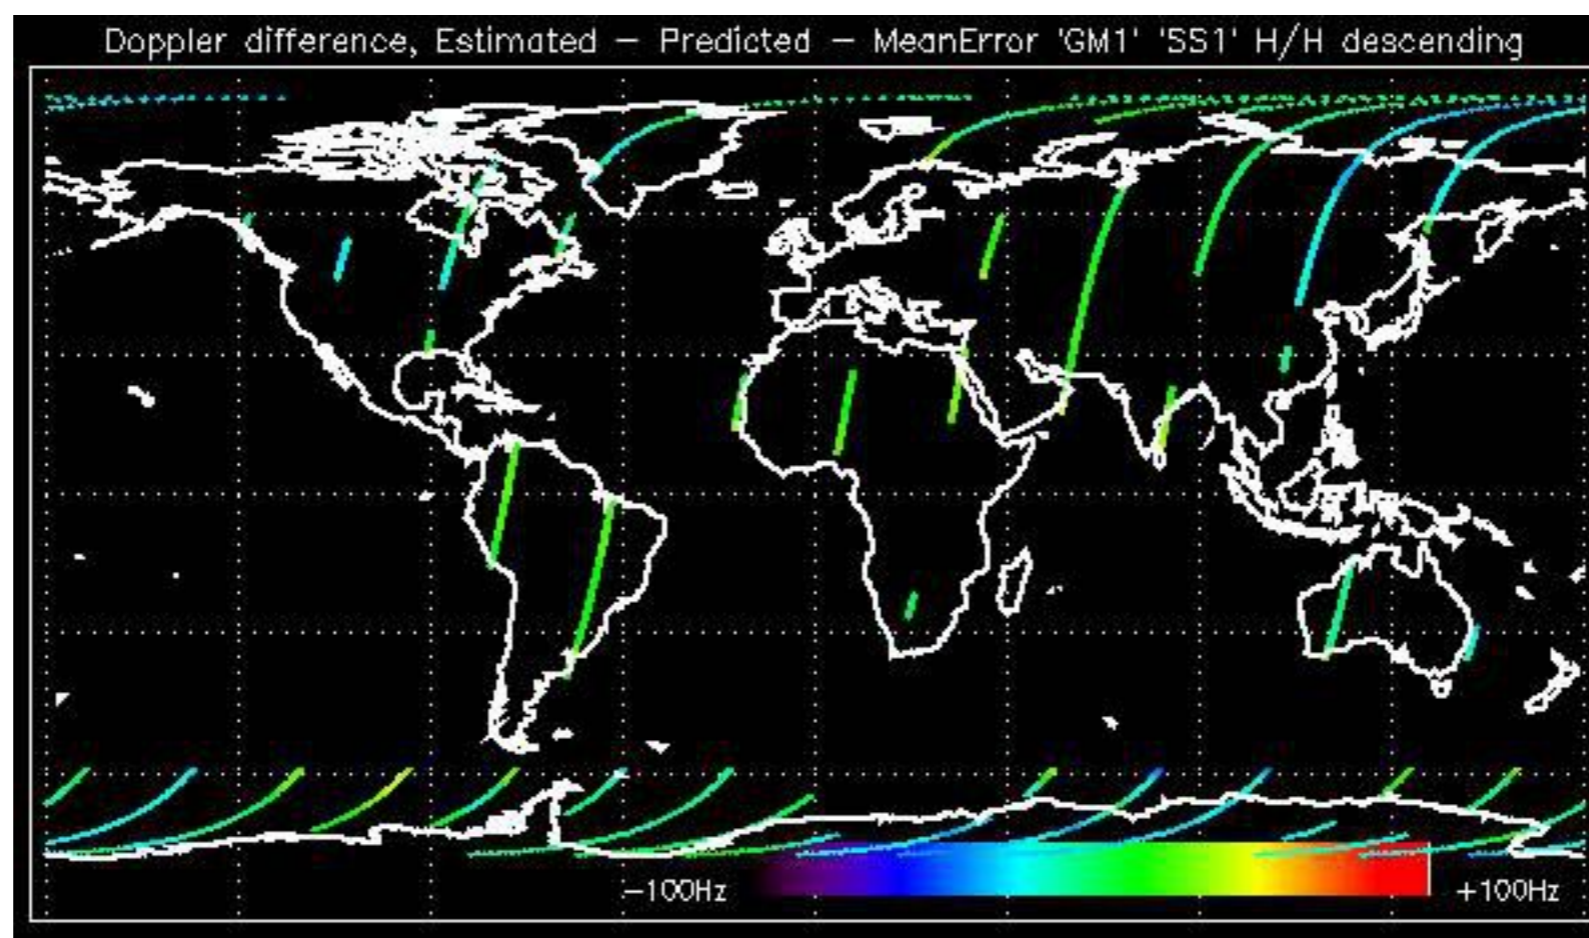 Doppler difference, Estimated – Predicted – MeanError 'GM1' 'SS1' H/H descending
–100Hz +100Hz